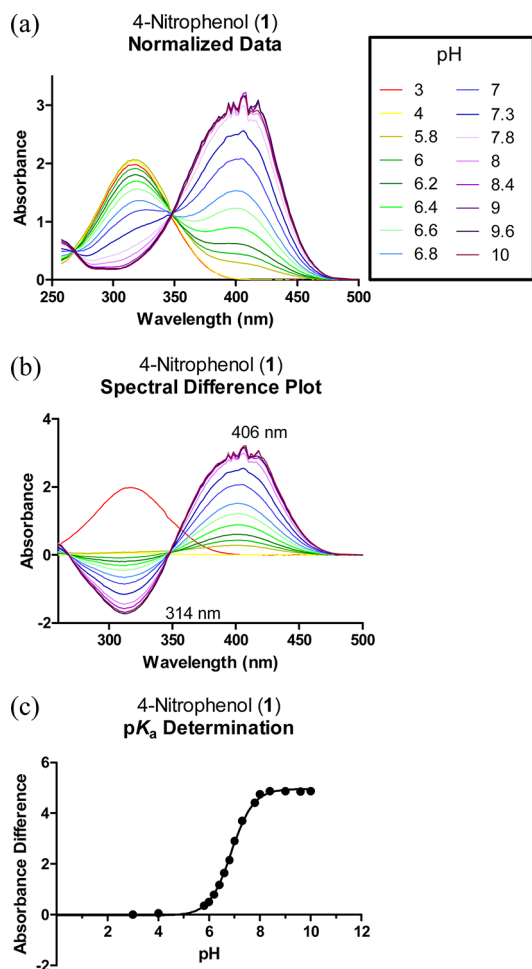 (a)
4-Nitrophenol (1)
Normalized Data
Absorbance
3
2
1
0
250 300 350 400 450 500
Wavelength (nm)
pH
3 7
4 7.3
5.8 7.8
6 8
6.2 8.4
6.4 9
6.6 9.6
6.8 10
(b)
4-Nitrophenol (1)
Spectral Difference Plot
Absorbance
4
2
0
-2
406 nm
314 nm
300 350 400 450 500
Wavelength (nm)
(c)
4-Nitrophenol (1)
pKa Determination
Absorbance Difference
6
4
2
0
-2
2 4 6 8 10 12
pH